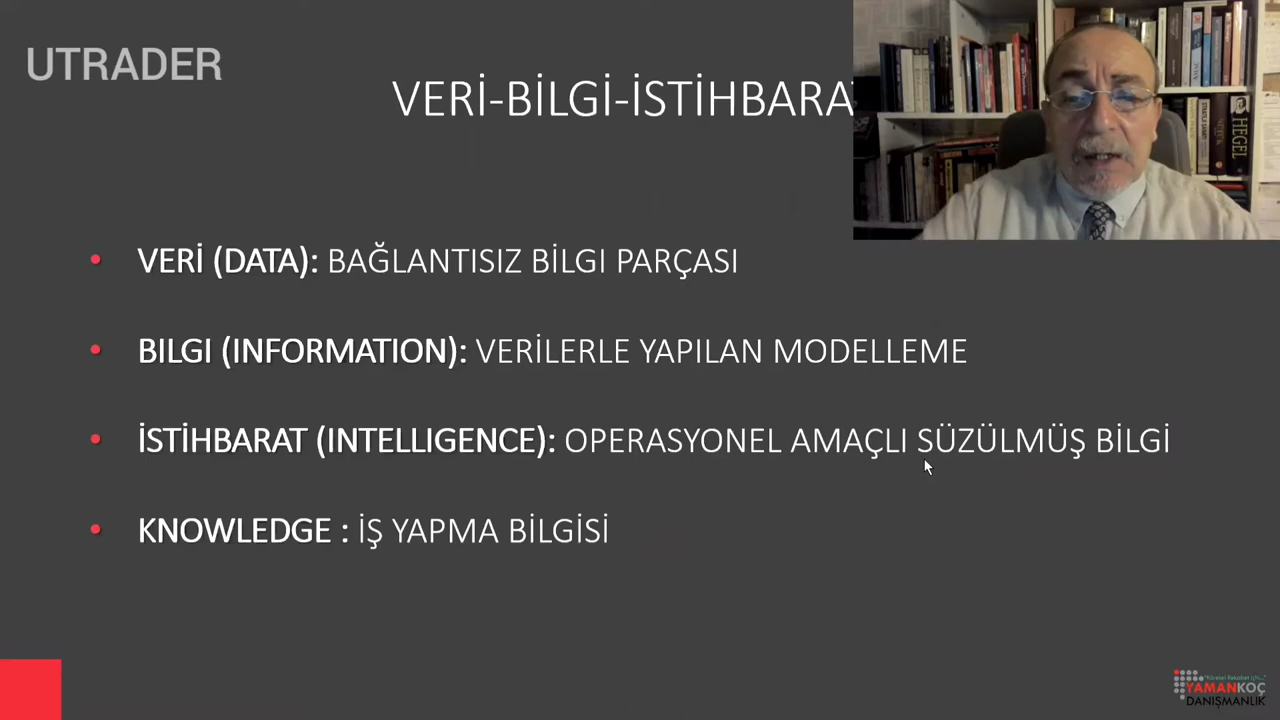 UTRADER
VERİ-BİLGİ-İSTİHBARA
HEGEL
VERİ (DATA): BAĞLANTISIZ BİLGI PARÇASI
BILGI (INFORMATION): VERİLERLE YAPILAN MODELLEME
İSTİHBARAT (INTELLIGENCE): OPERASYONEL AMAÇLI SÜZÜLMÜŞ BİLGİ
KNOWLEDGE : İŞ YAPMA BİLGİSİ
YAMANKOÇ
DANIŞMANLIK